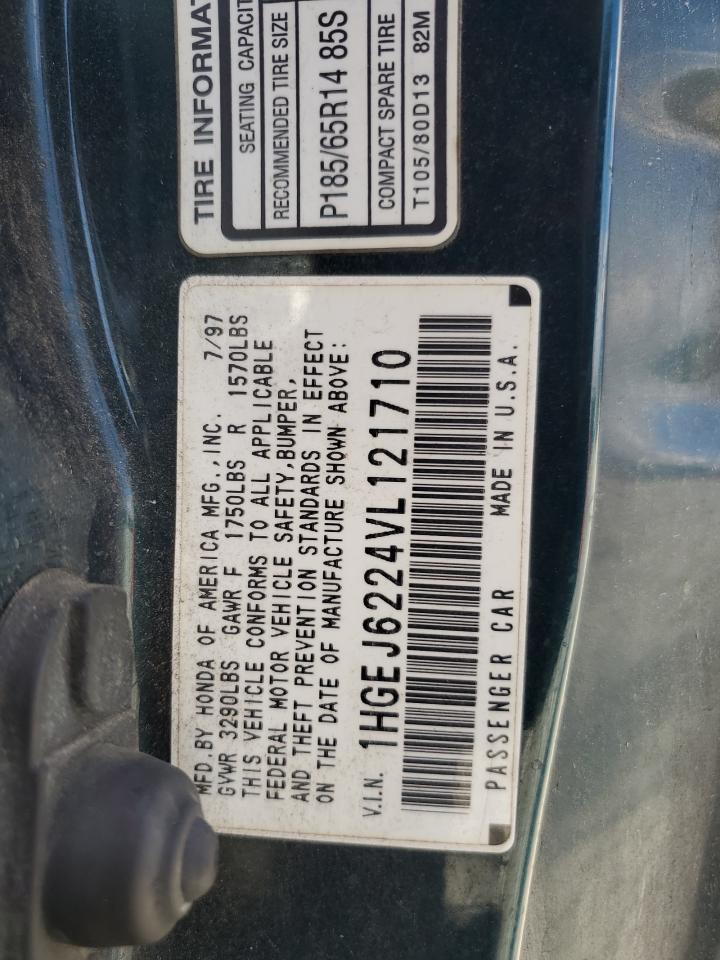 TIRE INFORMAT
SEATING CAPACIT
RECOMMENDED TIRE SIZE
P185/65R14 85S
COMPACT SPARE TIRE
T105/80D13 82M
MFD.BY HONDA OF AMERICA MFG.,INC. 7/97
GVWR 3290LBS GAWR F 1750LBS R 1570LBS
THIS VEHICLE CONFORMS TO ALL APPLICABLE
FEDERAL MOTOR VEHICLE SAFETY,BUMPER,
AND THEFT PREVENTION STANDARDS IN EFFECT
ON THE DATE OF MANUFACTURE SHOWN ABOVE:
V.I.N. 1HGEJ6224VL121710
PASSENGER CAR MADE IN U.S.A.